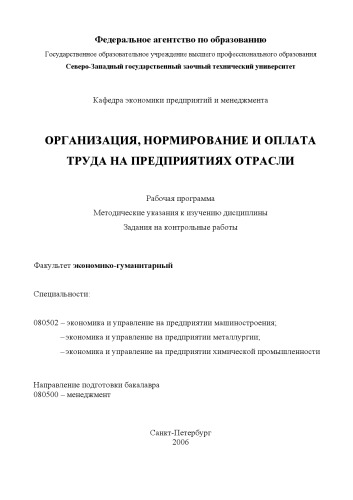 Федеральное агентство по образованию
Государственное образовательное учреждение высшего профессионального образования
Северо-Западный государственный заочный технический университет
Кафедра экономики предприятий и менеджмента
ОРГАНИЗАЦИЯ, НОРМИРОВАНИЕ И ОПЛАТА
ТРУДА НА ПРЕДПРИЯТИЯХ ОТРАСЛИ
Рабочая программа
Методические указания к изучению дисциплины
Задания на контрольные работы
Факультет экономико-гуманитарный
Специальности:
080502 – экономика и управление на предприятии машиностроения;
– экономика и управление на предприятии металлургии;
– экономика и управление на предприятии химической промышленности
Направление подготовки бакалавра
080500 – менеджмент
Санкт-Петербург
2006